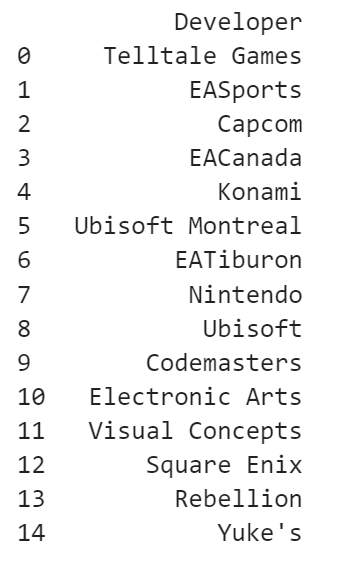 Developer
0 Telltale Games
1 EASports
2 Capcom
3 EACanada
4 Konami
5 Ubisoft Montreal
6 EATiburon
7 Nintendo
8 Ubisoft
9 Codemasters
10 Electronic Arts
11 Visual Concepts
12 Square Enix
13 Rebellion
14 Yuke's